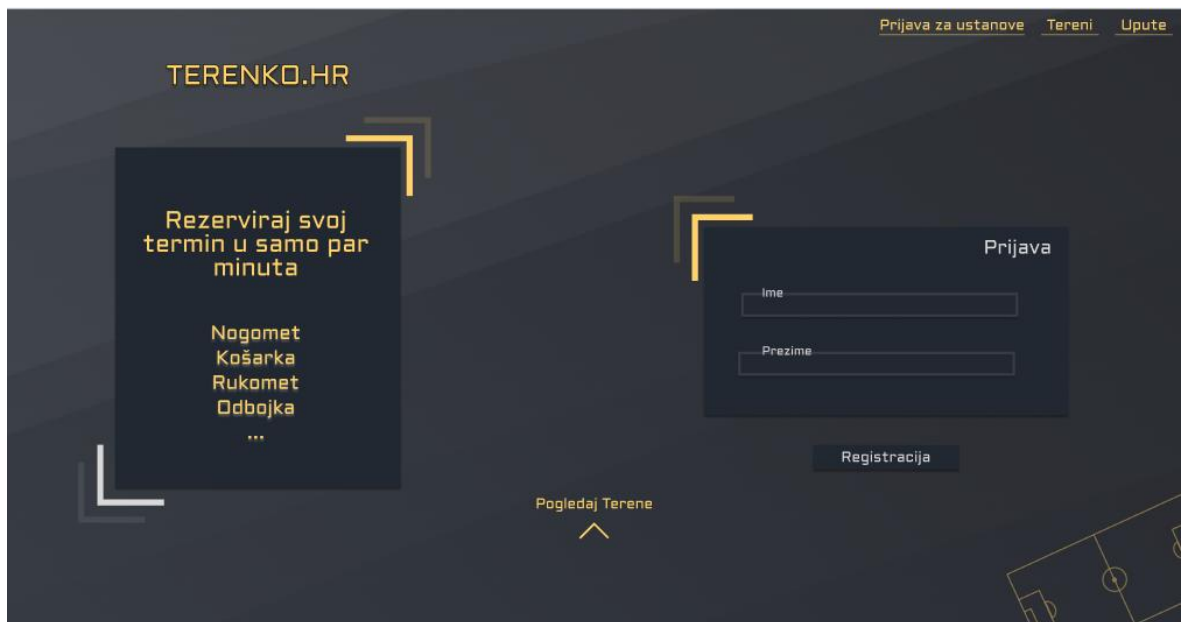 Prijava za ustanove Tereni Upute
TERENKO.HR
Rezerviraj svoj
termin u samo par
minuta
Nogomet
Košarka
Rukomet
Odbojka
...
Prijava
Ime
Prezime
Registracija
Pogledaj Terene